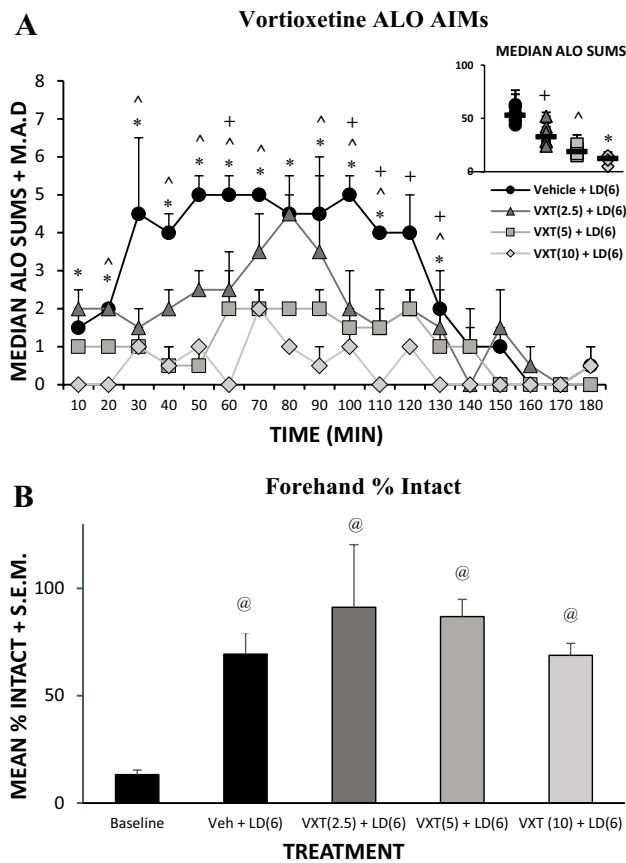 A
Vortioxetine ALO AIMs
MEDIAN ALO SUMS + M.A.D
8
7
6
5
4
3
2
1
0
* ^ * ^ * ^ * ^ * + ^ * ^ * * ^ * + ^ * + ^ * + + ^ *
10 20 30 40 50 60 70 80 90 100 110 120 130 140 150 160 170 180
TIME (MIN)
MEDIAN ALO SUMS
100
50
0
+ ^ *
Vehicle + LD(6)
VXT(2.5) + LD(6)
VXT(5) + LD(6)
VXT(10) + LD(6)
B
Forehand % Intact
MEAN % INTACT + S.E.M.
100
50
0
@ @ @ @
Baseline Veh + LD(6) VXT(2.5) + LD(6) VXT(5) + LD(6) VXT (10) + LD(6)
TREATMENT